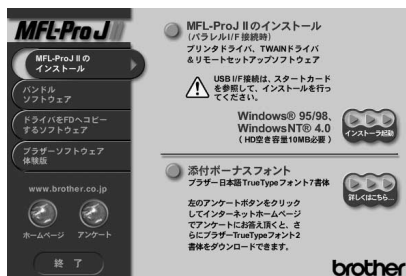 MFL-Pro J II
MFL-ProJ IIの
インストール
バンドル
ソフトウェア
ドライバをFDへコピー
するソフトウェア
ブラザーソフトウェア
体験版
www.brother.co.jp
ホームページ
アンケート
終了
MFL-ProJ IIのインストール
(パラレルI/F接続時)
プリンタドライバ、TWAINドライバ
&リモートセットアップソフトウェア
USB I/F接続は、スタートカード
を参照して、インストールを行っ
てください。
Windows® 95/98、
WindowsNT® 4.0
(HD空き容量10MB必要)
インストーラ起動
添付ボーナスフォント
ブラザー日本語TrueTypeフォント7書体
左のアンケートボタンをクリック
してインターネットホームページ
でアンケートにお答え頂くと、さ
らにブラザーTrueTypeフォント2
書体をダウンロードできます。
詳しくはこちら...
brother